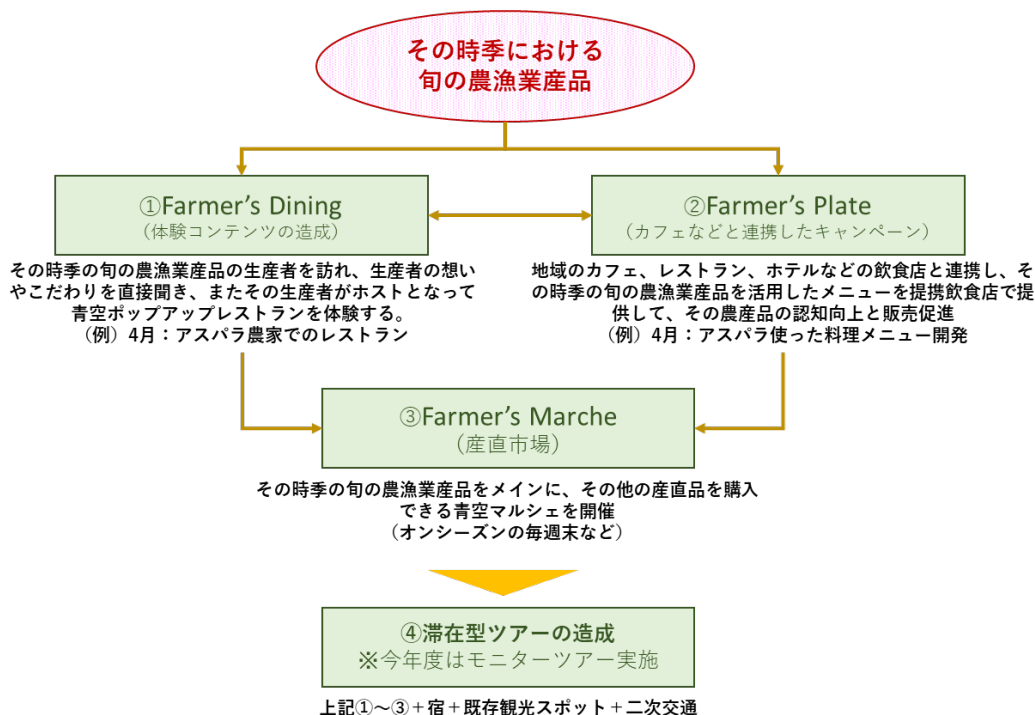 その時季における
旬の農漁業産品
①Farmer's Dining
（体験コンテンツの造成）
その時季の旬の農漁業産品の生産者を訪れ、生産者の想い
やこだわりを直接聞き、またその生産者がホストとなって
青空ポップアップレストランを体験する。
（例）4月：アスパラ農家でのレストラン
②Farmer's Plate
（カフェなどと連携したキャンペーン）
地域のカフェ、レストラン、ホテルなどの飲食店と連携し、そ
の時季の旬の農漁業産品を活用したメニューを提携飲食店で提
供して、その農産品の認知向上と販売促進
（例）4月：アスパラ使った料理メニュー開発
③Farmer's Marche
（産直市場）
その時季の旬の農漁業産品をメインに、その他の産直品を購入
できる青空マルシェを開催
（オンシーズンの毎週末など）
④滞在型ツアーの造成
※今年度はモニターツアー実施
上記①～③＋宿＋既存観光スポット＋二次交通